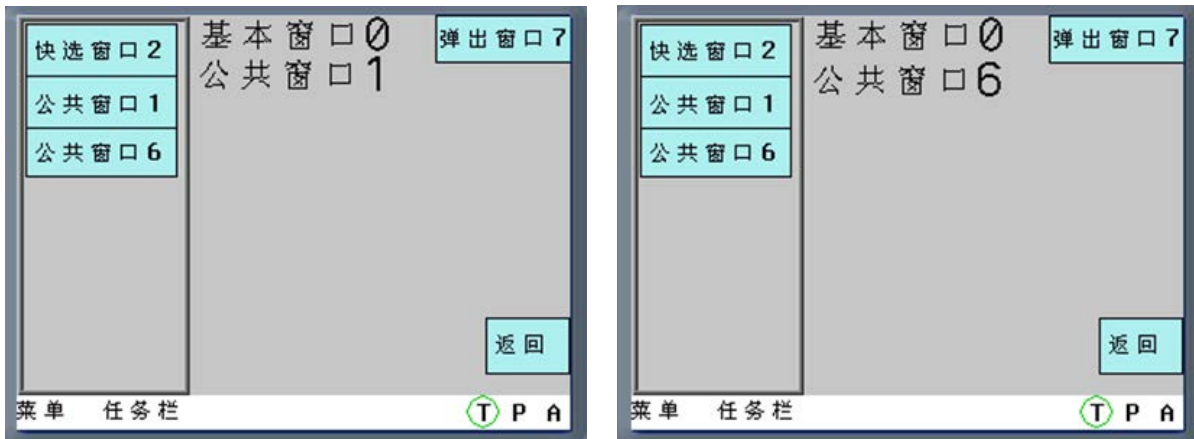 快选窗口2
公共窗口1
公共窗口6
基本窗口0
公共窗口1
弹出窗口7
返回
菜单 任务栏 T P A
快选窗口2
公共窗口1
公共窗口6
基本窗口0
公共窗口6
弹出窗口7
返回
菜单 任务栏 T P A